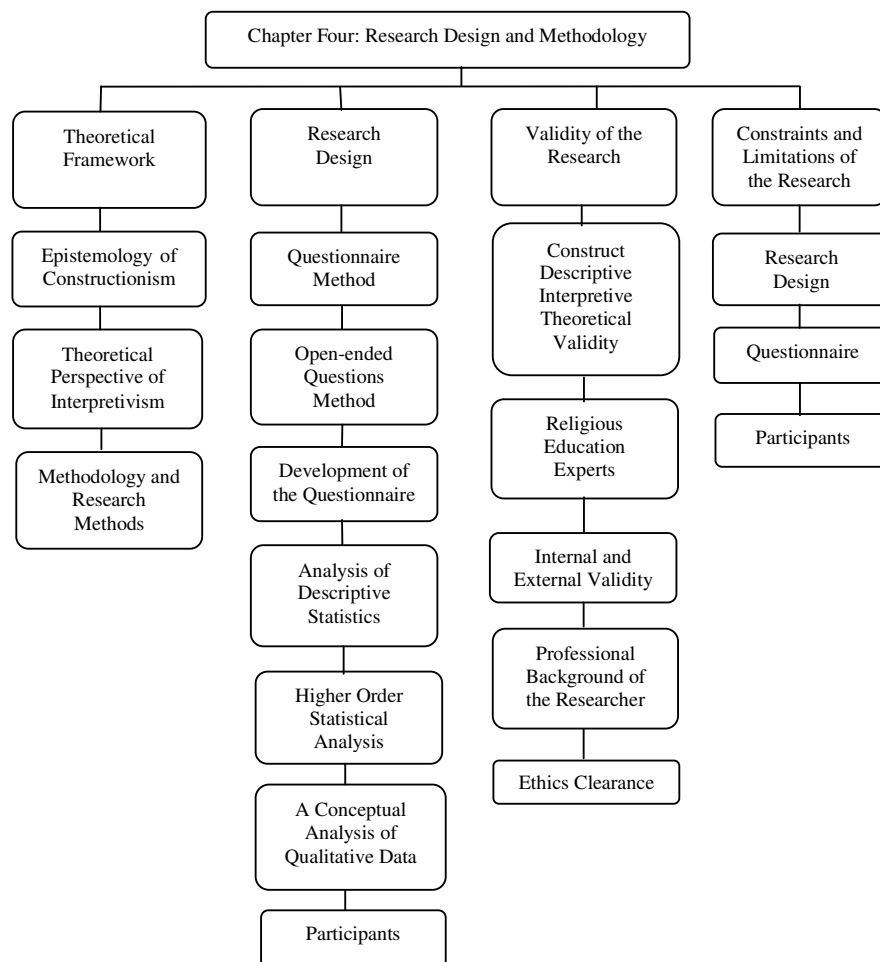 Chapter Four: Research Design and Methodology
Theoretical
Framework
Epistemology of
Constructionism
Theoretical
Perspective of
Interpretivism
Methodology and
Research
Methods
Research
Design
Questionnaire
Method
Open-ended
Questions
Method
Development of
the Questionnaire
Analysis of
Descriptive
Statistics
Higher Order
Statistical
Analysis
A Conceptual
Analysis of
Qualitative Data
Participants
Validity of the
Research
Construct
Descriptive
Interpretive
Theoretical
Validity
Religious
Education
Experts
Internal and
External Validity
Professional
Background of
the Researcher
Ethics Clearance
Constraints and
Limitations of
the Research
Research
Design
Questionnaire
Participants